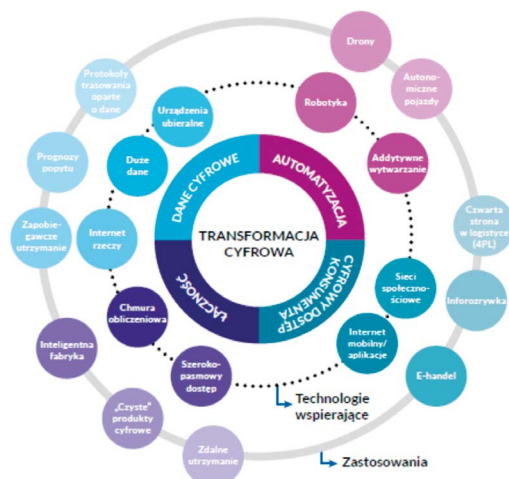 Drony
Autono-
miczne
pojazdy
Protokoły
trasowania
oparte
o dane
Urządzenia
ubieralne
Robotyka
Prognozy
popytu
Duże
dane
DANE CYFROWE
AUTOMATYZACJA
Addytywne
wytwarzanie
Zapobie-
gawcze
utrzymanie
Internet
rzeczy
TRANSFORMACJA
CYFROWA
Czwarta
strona
w logistyce
(4PL)
ŁĄCZNOŚĆ
CYFROWY DOSTĘP
KONSUMENTA
Sieci
społeczno-
ściowe
Inforozrywka
Chmura
obliczeniowa
Internet
mobilny/
aplikacje
Inteligentna
fabryka
Szeroko-
pasmowy
dostęp
E-handel
„Czyste”
produkty
cyfrowe
Technologie
wspierające
Zdalne
utrzymanie
Zastosowania